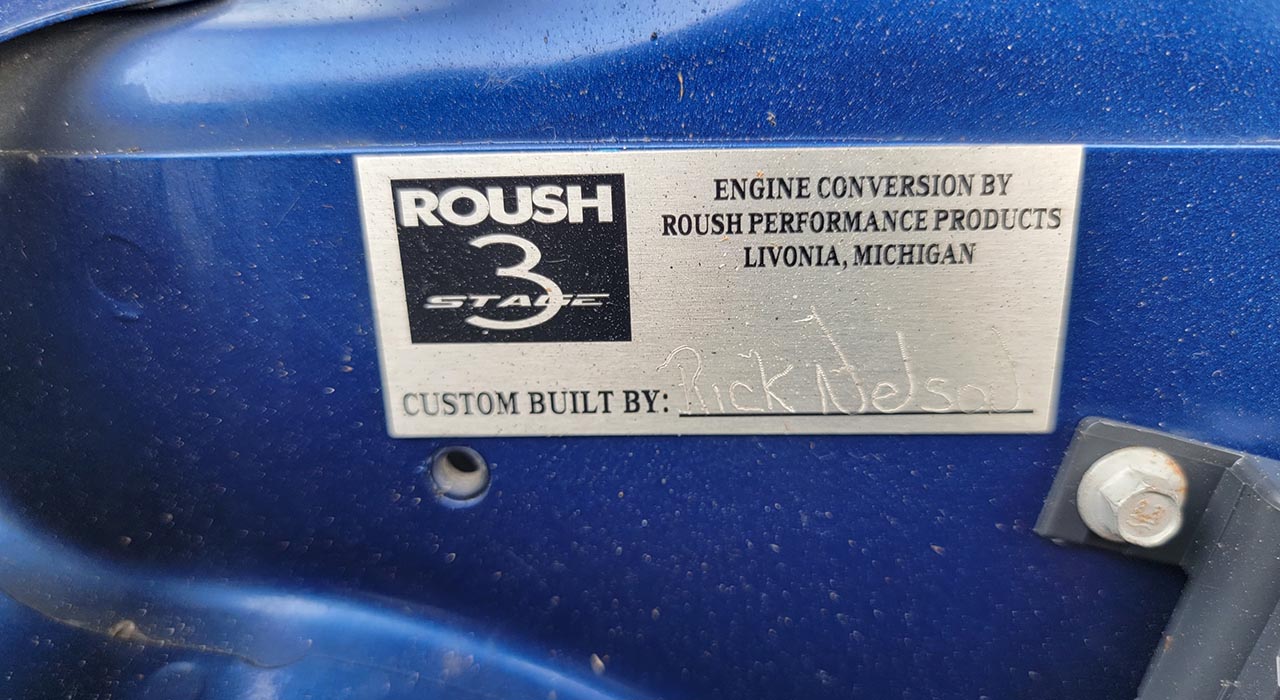 ROUSH
3
STAGE
ENGINE CONVERSION BY
ROUSH PERFORMANCE PRODUCTS
LIVONIA, MICHIGAN
CUSTOM BUILT BY: Rick Nelson